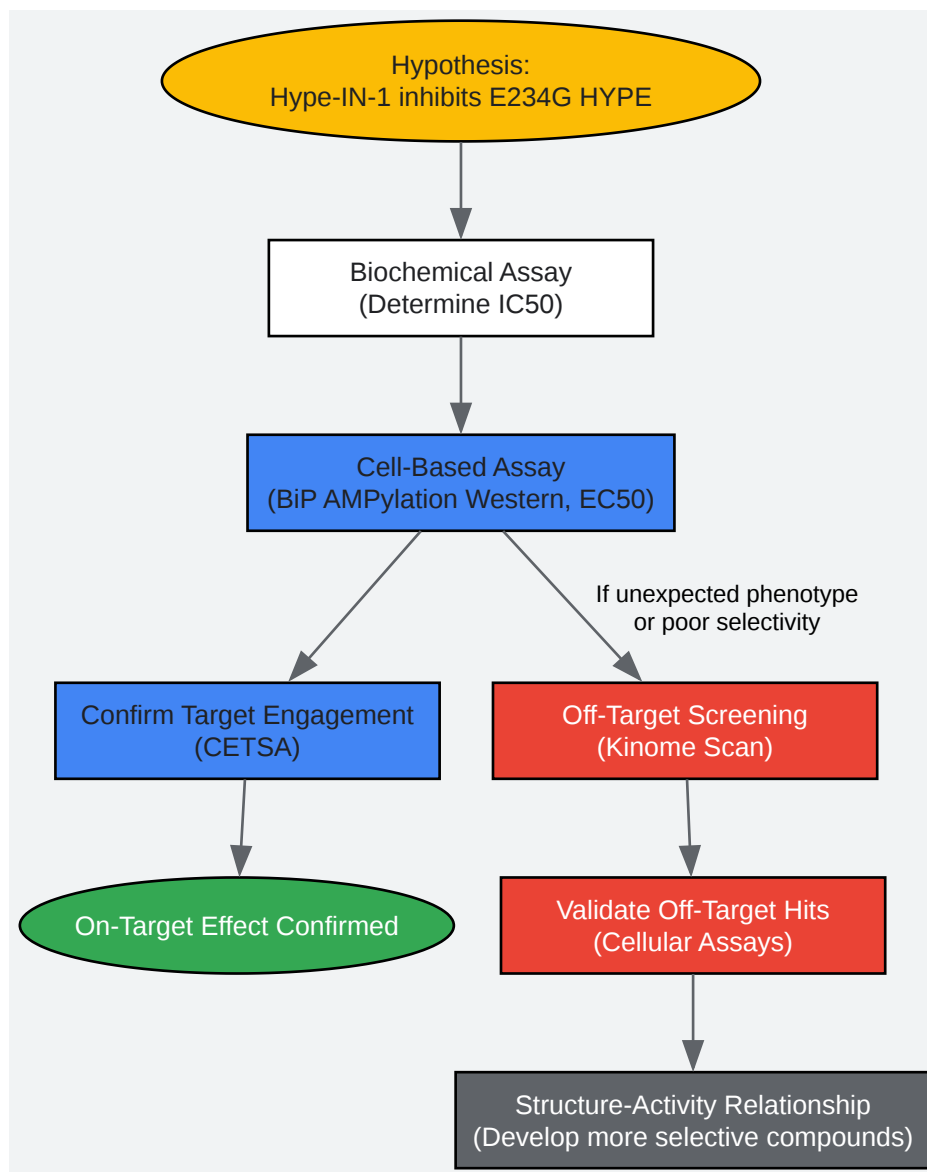 Hypothesis:
Hype-IN-1 inhibits E234G HYPE
Biochemical Assay
(Determine IC50)
Cell-Based Assay
(BiP AMPylation Western, EC50)
If unexpected phenotype
or poor selectivity
Confirm Target Engagement
(CETSA)
Off-Target Screening
(Kinome Scan)
On-Target Effect Confirmed
Validate Off-Target Hits
(Cellular Assays)
Structure-Activity Relationship
(Develop more selective compounds)